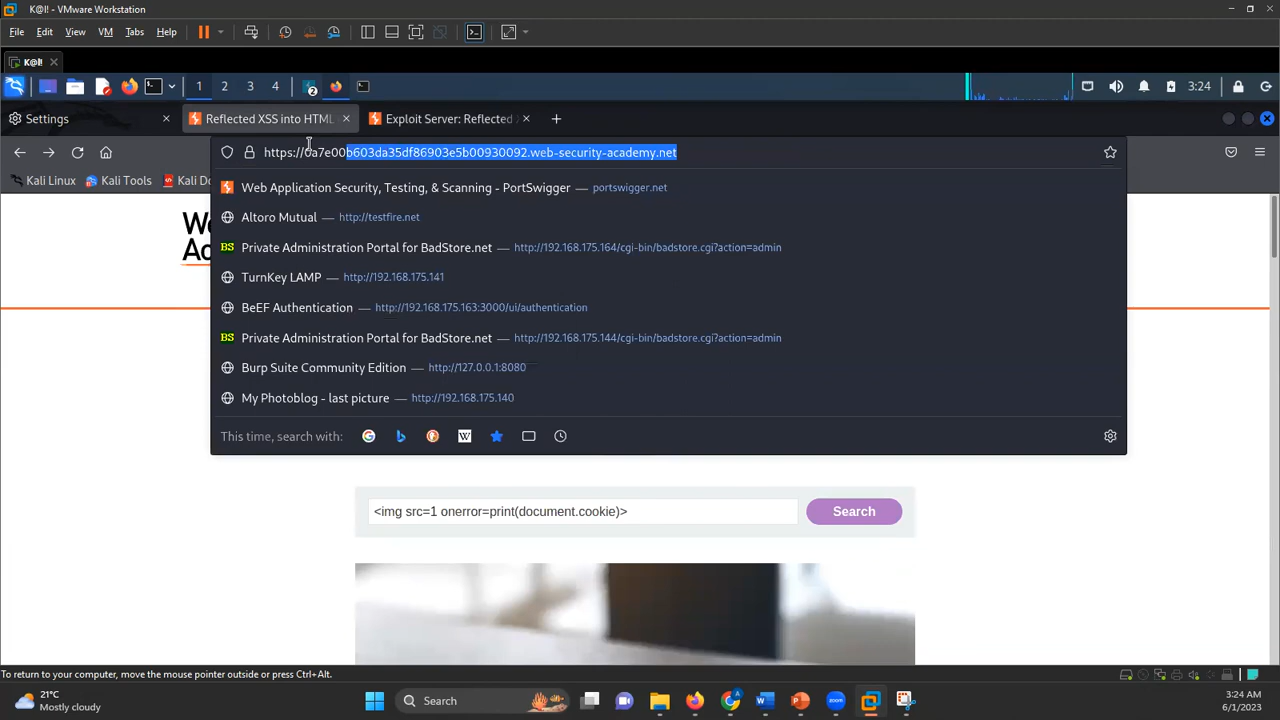 K@l! - VMware Workstation
File Edit View VM Tabs Help
K@l!
1 2 3 4 2 3:24
Settings Reflected XSS into HTML Exploit Server: Reflected
https://0a7e00b603da35df86903e5b00930092.web-security-academy.net
Kali Linux Kali Tools Kali Do
Web Application Security, Testing, & Scanning - PortSwigger — portswigger.net
We
Altoro Mutual — http://testfire.net
BS Private Administration Portal for BadStore.net — http://192.168.175.164/cgi-bin/badstore.cgi?action=admin
Ac
TurnKey LAMP — http://192.168.175.141
BeEF Authentication — http://192.168.175.163:3000/ui/authentication
BS Private Administration Portal for BadStore.net — http://192.168.175.144/cgi-bin/badstore.cgi?action=admin
Burp Suite Community Edition — http://127.0.0.1:8080
My Photoblog - last picture — http://192.168.175.140
This time, search with:
<img src=1 onerror=print(document.cookie)> Search
To return to your computer, move the mouse pointer outside or press Ctrl+Alt.
21°C
Mostly cloudy
Search
3:24 AM
6/1/2023